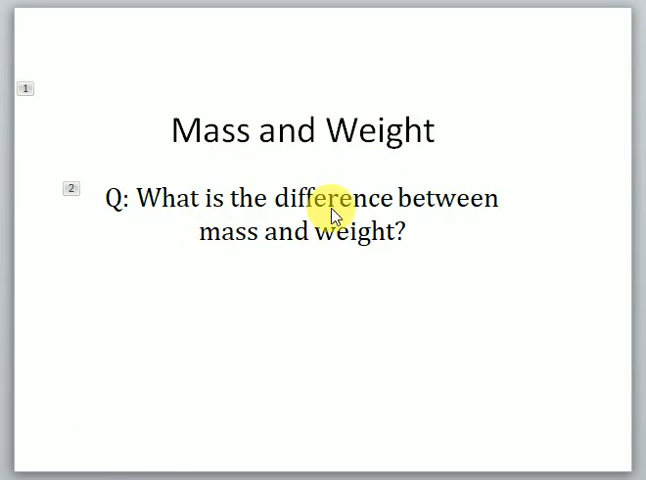 1
Mass and Weight
2
Q: What is the difference between
mass and weight?